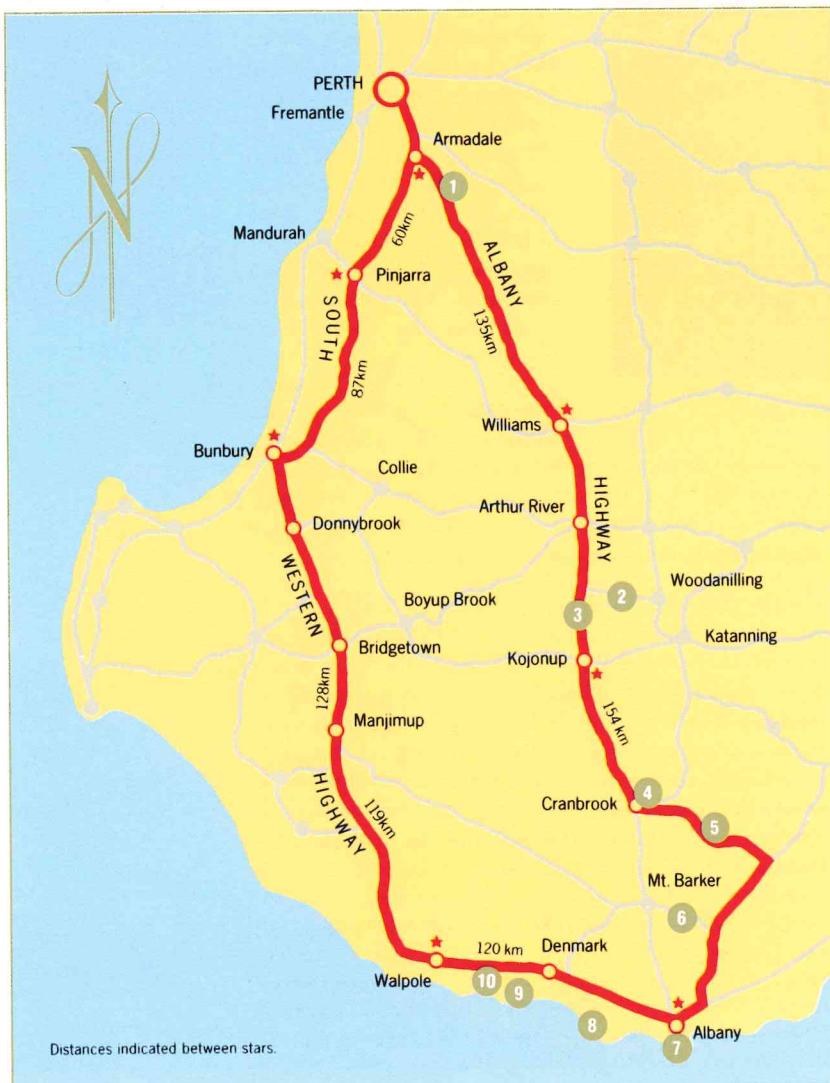 N
PERTH
Fremantle
Armadale
1
Mandurah
60km
ALBANY
Pinjarra
SOUTH
135km
87km
Williams
Bunbury
Collie
HIGHWAY
Arthur River
Donnybrook
WESTERN
Woodanilling
2
Boyup Brook
3
Katanning
Bridgetown
Kojonup
128km
154 km
Manjimup
HIGHWAY
4
Cranbrook
119km
5
Mt. Barker
6
120 km
Denmark
Walpole
10
9
8
Albany
7
Distances indicated between stars.